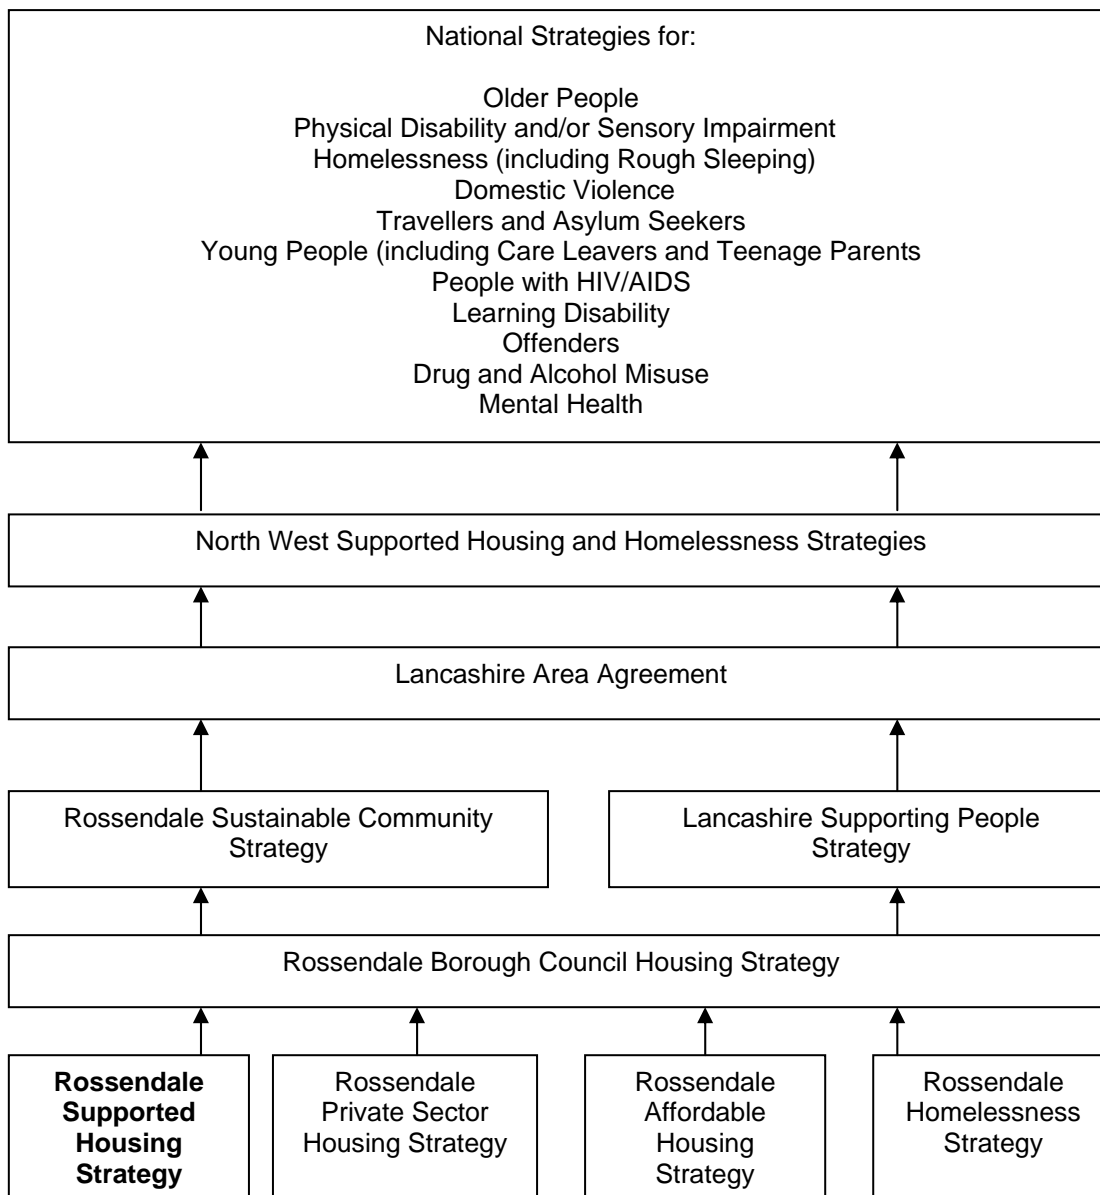 National Strategies for:
Older People
Physical Disability and/or Sensory Impairment
Homelessness (including Rough Sleeping)
Domestic Violence
Travellers and Asylum Seekers
Young People (including Care Leavers and Teenage Parents
People with HIV/AIDS
Learning Disability
Offenders
Drug and Alcohol Misuse
Mental Health
North West Supported Housing and Homelessness Strategies
Lancashire Area Agreement
Rossendale Sustainable Community
Strategy
Lancashire Supporting People
Strategy
Rossendale Borough Council Housing Strategy
Rossendale
Supported
Housing
Strategy
Rossendale
Private Sector
Housing Strategy
Rossendale
Affordable
Housing
Strategy
Rossendale
Homelessness
Strategy